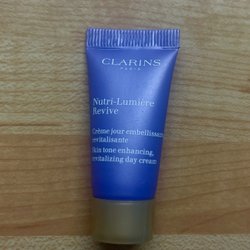 CLARINS
PARIS
Nutri-Lumière
Revive
Crème jour embellissante
revitalisante
Skin tone enhancing,
revitalizing day cream